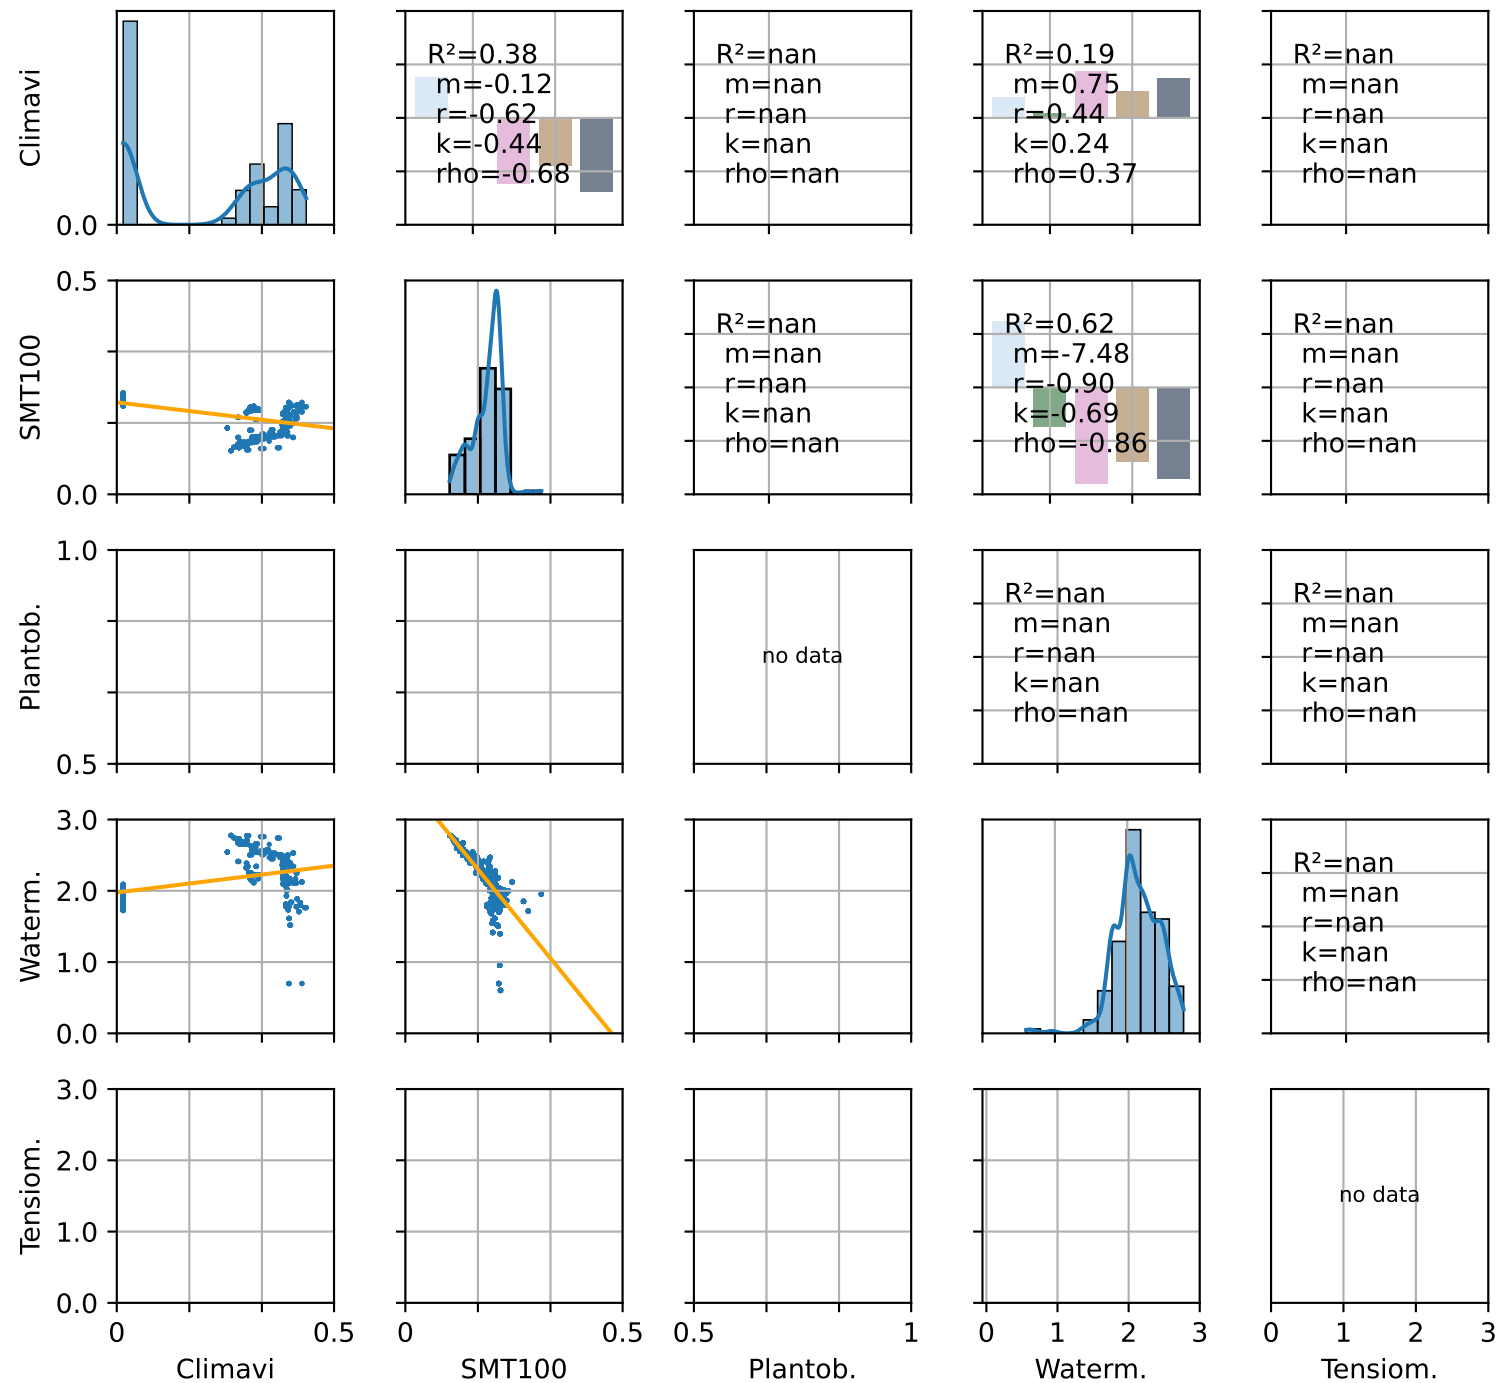 Climavi
0.0
R²=0.38
m=-0.12
r=-0.62
k=-0.44
rho=-0.68
R²=nan
m=nan
r=nan
k=nan
rho=nan
R²=0.19
m=0.75
r=0.44
k=0.24
rho=0.37
R²=nan
m=nan
r=nan
k=nan
rho=nan
SMT100
0.5
0.0
R²=nan
m=nan
r=nan
k=nan
rho=nan
R²=0.62
m=-7.48
r=-0.90
k=-0.69
rho=-0.86
R²=nan
m=nan
r=nan
k=nan
rho=nan
Plantob.
1.0
0.5
no data
R²=nan
m=nan
r=nan
k=nan
rho=nan
R²=nan
m=nan
r=nan
k=nan
rho=nan
Waterm.
3.0
2.0
1.0
0.0
R²=nan
m=nan
r=nan
k=nan
rho=nan
Tensiom.
3.0
2.0
1.0
0.0
no data
0 0.5 0 0.5 0.5 1 0 1 2 0 1 2 3
Climavi SMT100 Plantob. Waterm. Tensiom.